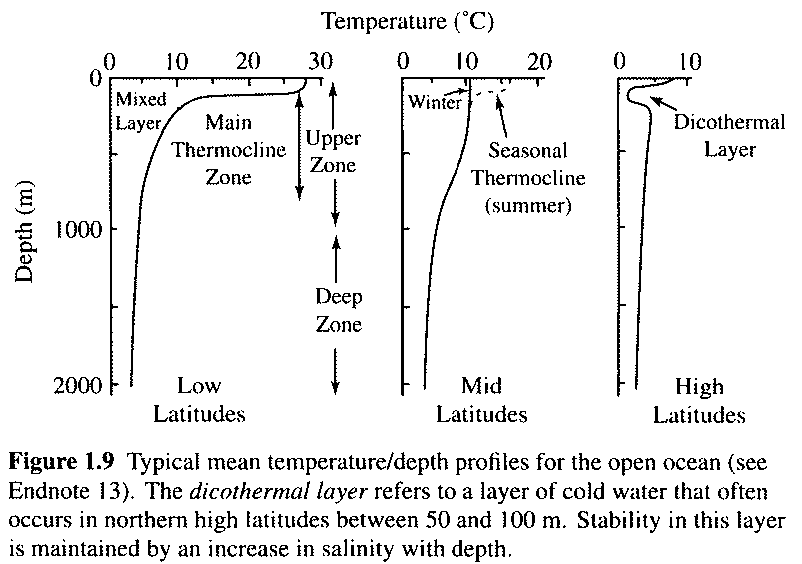 Temperature (°C)
0 10 20 30
0 10 20
0 10
0
Mixed
Layer
Main
Thermocline
Zone
Upper
Zone
Winter
Seasonal
Thermocline
(summer)
Dicothermal
Layer
Depth (m)
1000
Deep
Zone
2000
Low
Latitudes
Mid
Latitudes
High
Latitudes
Figure 1.9 Typical mean temperature/depth profiles for the open ocean (see
Endnote 13). The dicothermal layer refers to a layer of cold water that often
occurs in northern high latitudes between 50 and 100 m. Stability in this layer
is maintained by an increase in salinity with depth.